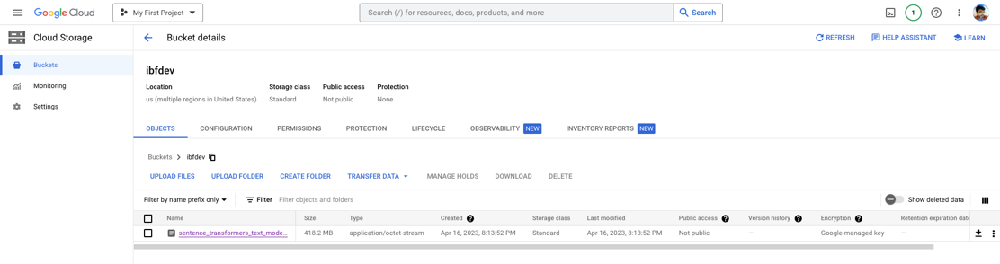 Google Cloud
My First Project
Search (/) for resources, docs, products, and more
Search
1
Cloud Storage
Bucket details
REFRESH
HELP ASSISTANT
LEARN
Buckets
Monitoring
Settings
ibfdev
Location
Storage class
Public access
Protection
us (multiple regions in United States)
Standard
Not public
None
OBJECTS
CONFIGURATION
PERMISSIONS
PROTECTION
LIFECYCLE
OBSERVABILITY NEW
INVENTORY REPORTS NEW
Buckets > ibfdev
UPLOAD FILES
UPLOAD FOLDER
CREATE FOLDER
TRANSFER DATA
MANAGE HOLDS
DOWNLOAD
DELETE
Filter by name prefix only
Filter
Filter objects and folders
Show deleted data
Name
Size
Type
Created
Storage class
Last modified
Public access
Version history
Encryption
Retention expiration date
sentence_transformers_text_mode...
418.2 MB
application/octet-stream
Apr 16, 2023, 8:13:52 PM
Standard
Apr 16, 2023, 8:13:52 PM
Not public
—
Google-managed key
—